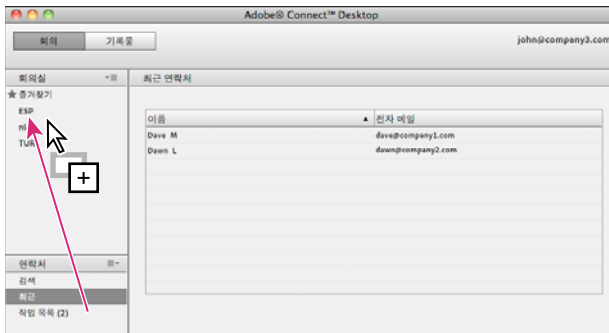 Adobe® Connect™ Desktop
회의 기록물
john@company3.com
회의실
최근 연락처
★ 즐겨찾기
ESP
이름 ▲ 전자 메일
nl
Dave M dave@company1.com
TUR
Dawn L dawn@company2.com
연락처
검색
최근
작업 목록 (2)